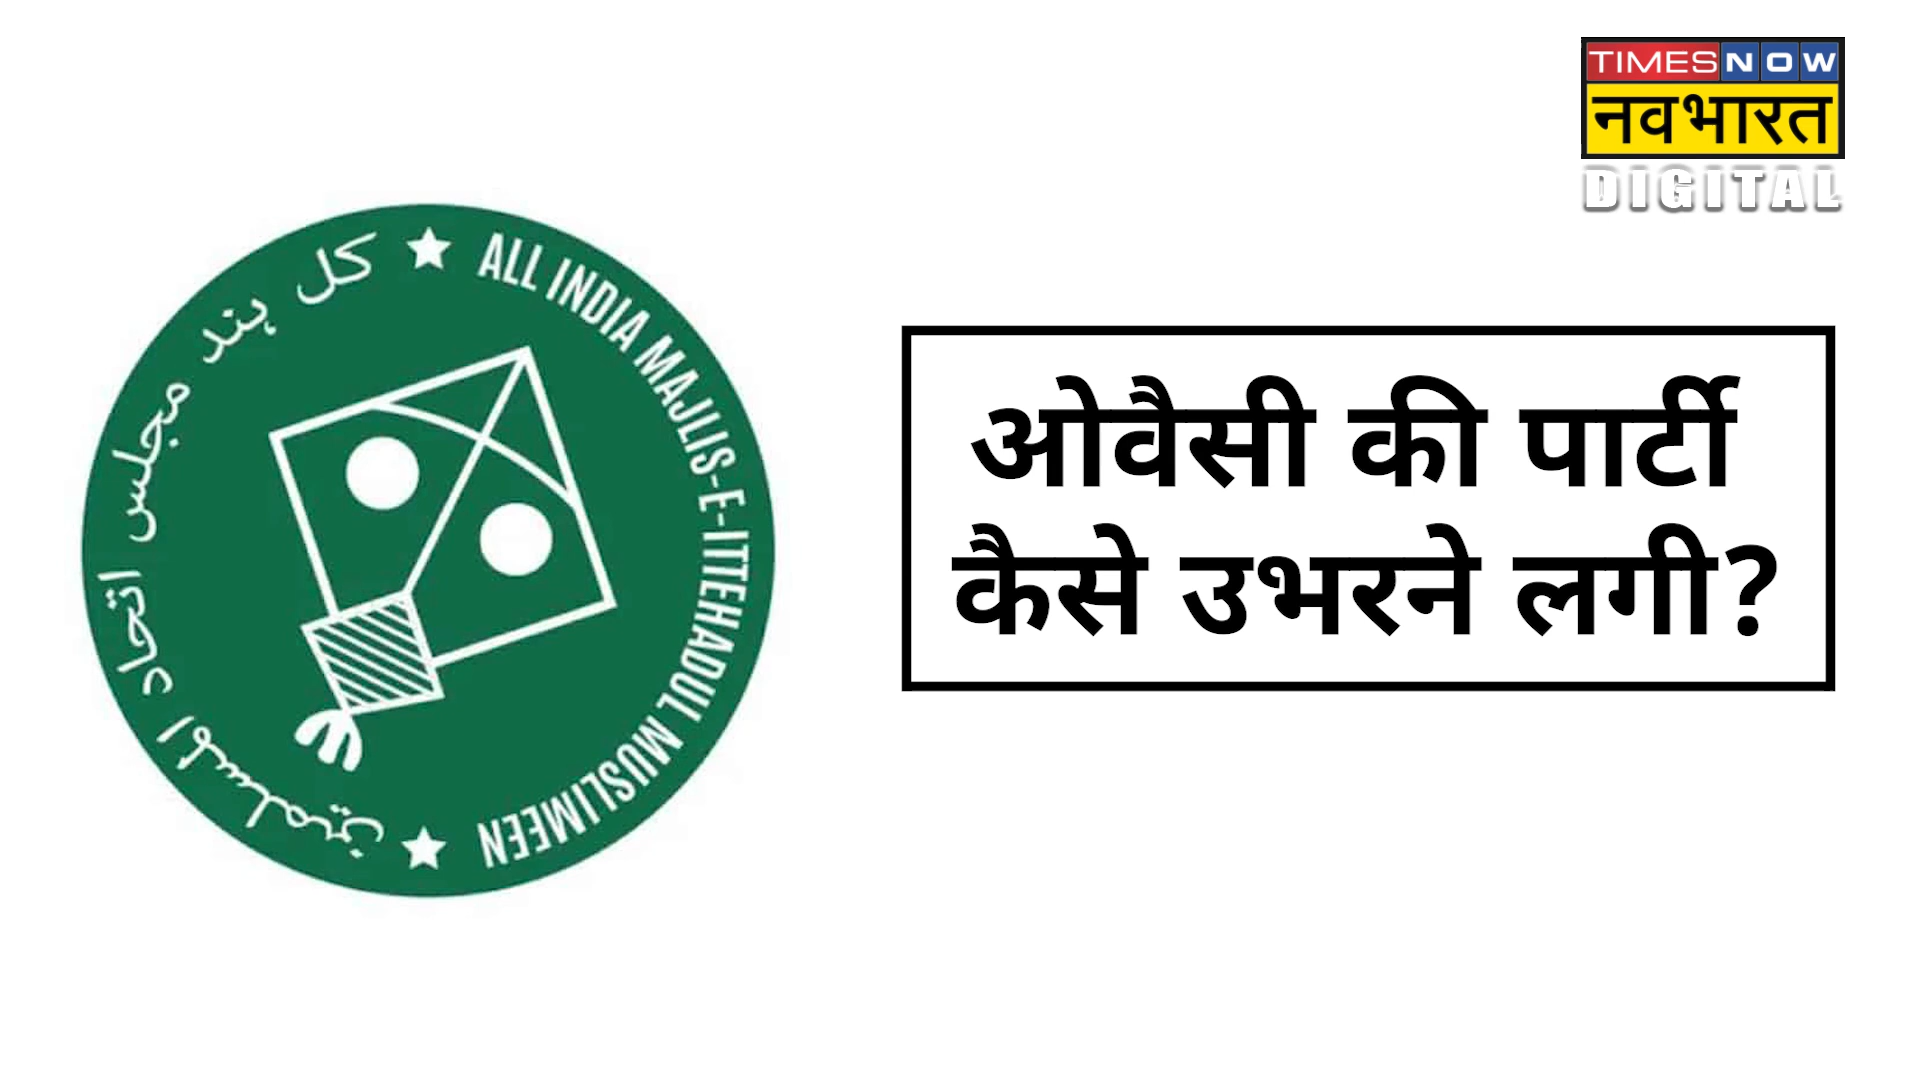 TIMES NOW
नवभारत
DIGITAL
کل ہند مجلس اتحاد المسلمین
ALL INDIA MAJLIS-E-ITTEHADUL MUSLIMEEN
ओवैसी की पार्टी
कैसे उभरने लगी?